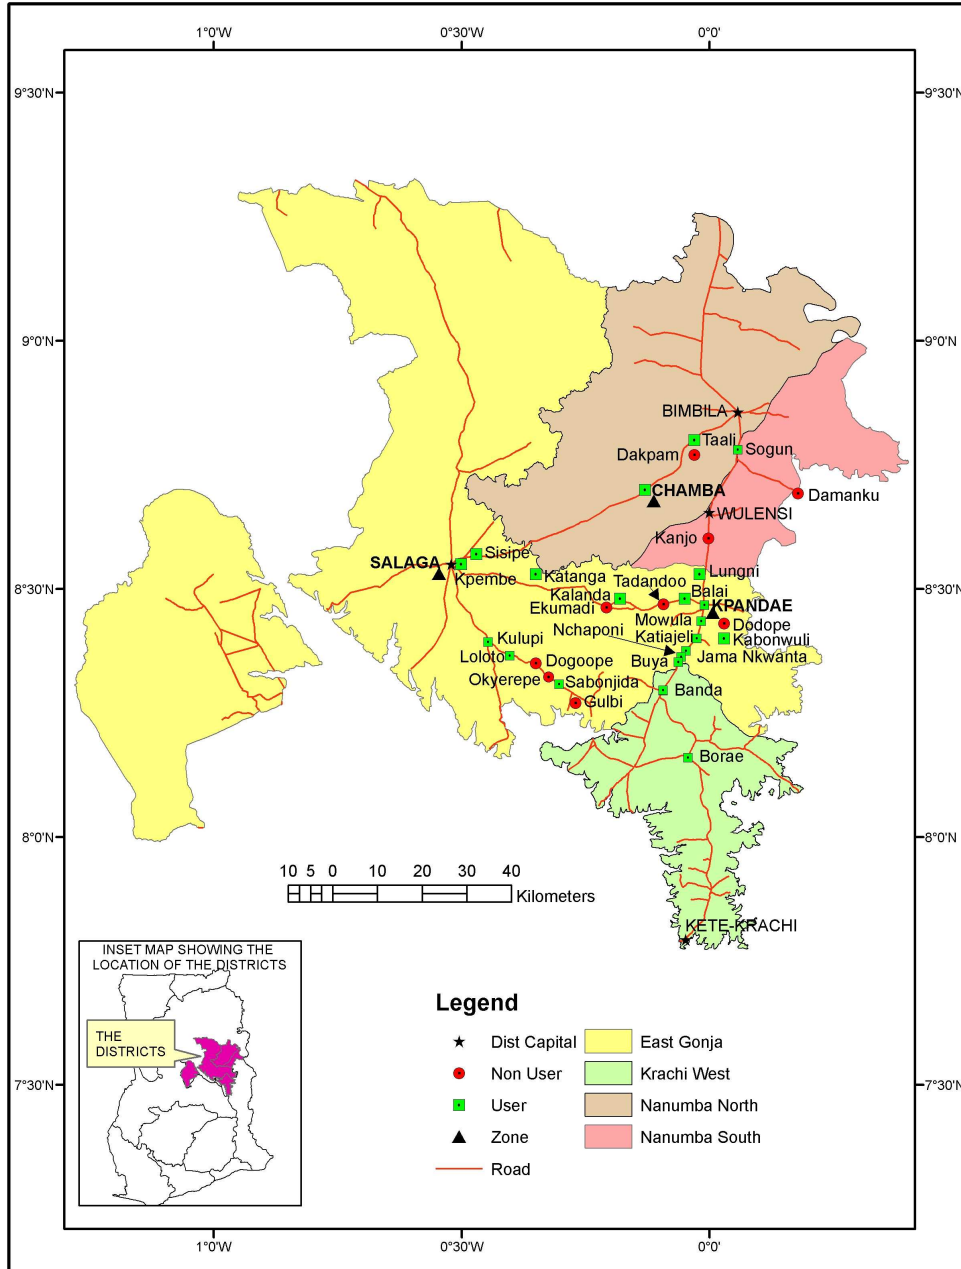 1°0'W
0°30'W
0°0'
9°30'N
9°30'N
9°0'N
9°0'N
BIMBILA
Taali
Sogun
Dakpam
CHAMBA
Damanku
WULENSI
Kanjo
SALAGA
Sisipe
Kpembe
Katanga
Tadandoo
Lungni
8°30'N
8°30'N
Kalanda
Balai
Ekumadi
KPANDAE
Mowula
Dodope
Nchaponi
Katiajeli
Kabonwuli
Kulupi
Loloto
Dogoope
Buya
Jama Nkwanta
Okyerepe
Sabonjida
Banda
Gulbi
Borae
8°0'N
8°0'N
10 5 0 10 20 30 40
Kilometers
KETE-KRACHI
INSET MAP SHOWING THE
LOCATION OF THE DISTRICTS
THE
DISTRICTS
Legend
Dist Capital
East Gonja
Non User
Krachi West
User
Nanumba North
Zone
Nanumba South
Road
7°30'N
7°30'N
1°0'W
0°30'W
0°0'